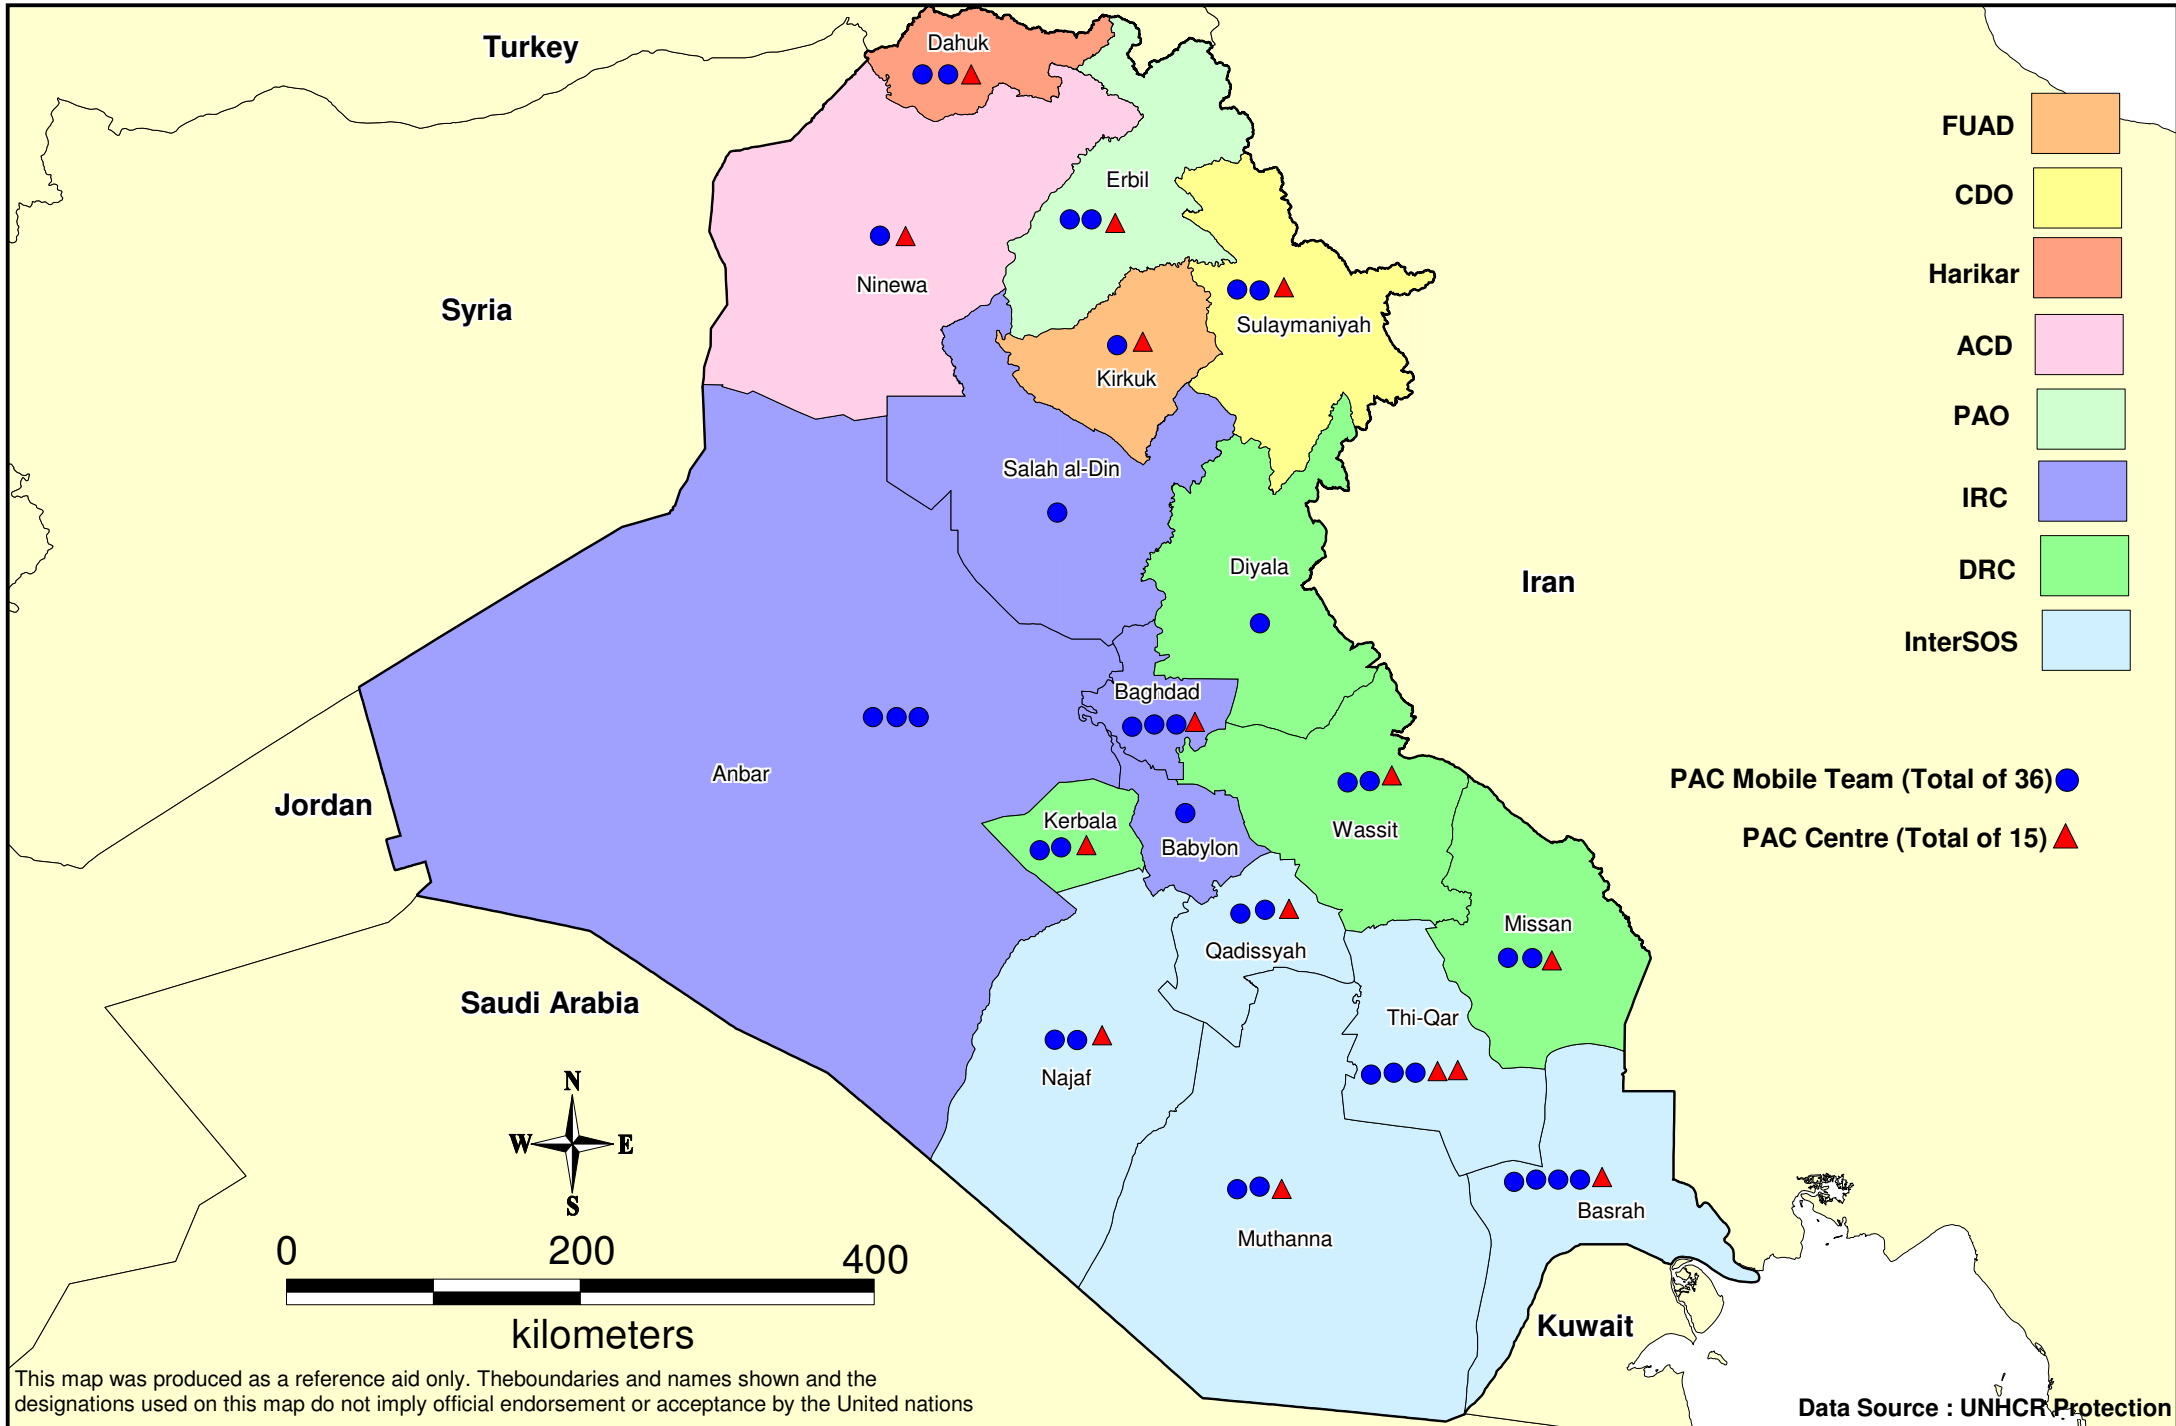 Turkey
Dahuk
Erbil
Ninewa
Syria
Sulaymaniyah
Kirkuk
Salah al-Din
Diyala
Iran
Baghdad
Anbar
Jordan
Kerbala
Babylon
Wassit
Missan
Qadissyah
Saudi Arabia
Thi-Qar
Najaf
Basrah
Muthanna
Kuwait
FUAD
CDO
Harikar
ACD
PAO
IRC
DRC
InterSOS
PAC Mobile Team (Total of 36)
PAC Centre (Total of 15)
N
W E
S
0 200 400
kilometers
This map was produced as a reference aid only. Theboundaries and names shown and the
designations used on this map do not imply official endorsement or acceptance by the United nations
Data Source : UNHCR Protection